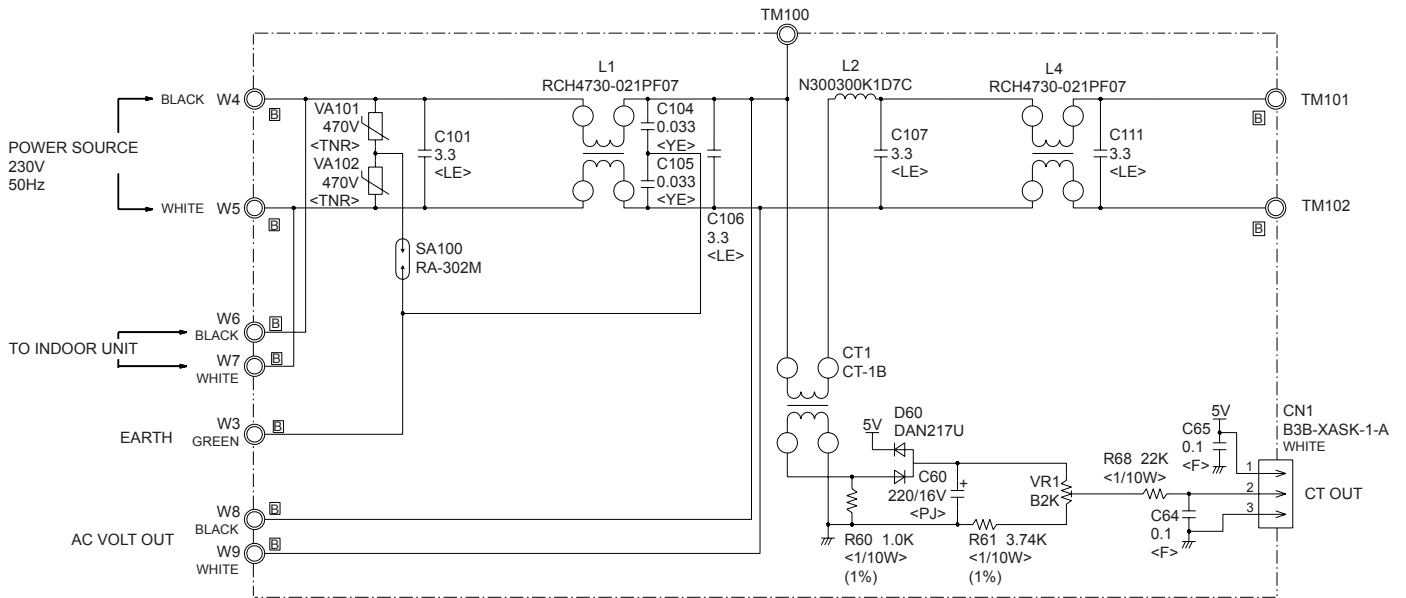 TM100
L1
RCH4730-021PF07
L2
N300300K1D7C
L4
RCH4730-021PF07
BLACK W4
B
VA101
470V
<TNR>
VA102
470V
<TNR>
C101
3.3
<LE>
C104
0.033
<YE>
C105
0.033
<YE>
C106
3.3
<LE>
C107
3.3
<LE>
C111
3.3
<LE>
TM101
B
POWER SOURCE
230V
50Hz
WHITE W5
B
TM102
B
SA100
RA-302M
W6
BLACK
B
TO INDOOR UNIT
W7
WHITE
B
CT1
CT-1B
EARTH
W3
GREEN
B
D60
DAN217U
5V
C60
220/16V
<PJ>
+
VR1
B2K
R68 22K
<1/10W>
C65
0.1
<F>
5V
CN1
B3B-XASK-1-A
WHITE
1
2
3
CT OUT
C64
0.1
<F>
AC VOLT OUT
W8
BLACK
B
W9
WHITE
B
R60 1.0K
<1/10W>
(1%)
R61 3.74K
<1/10W>
(1%)